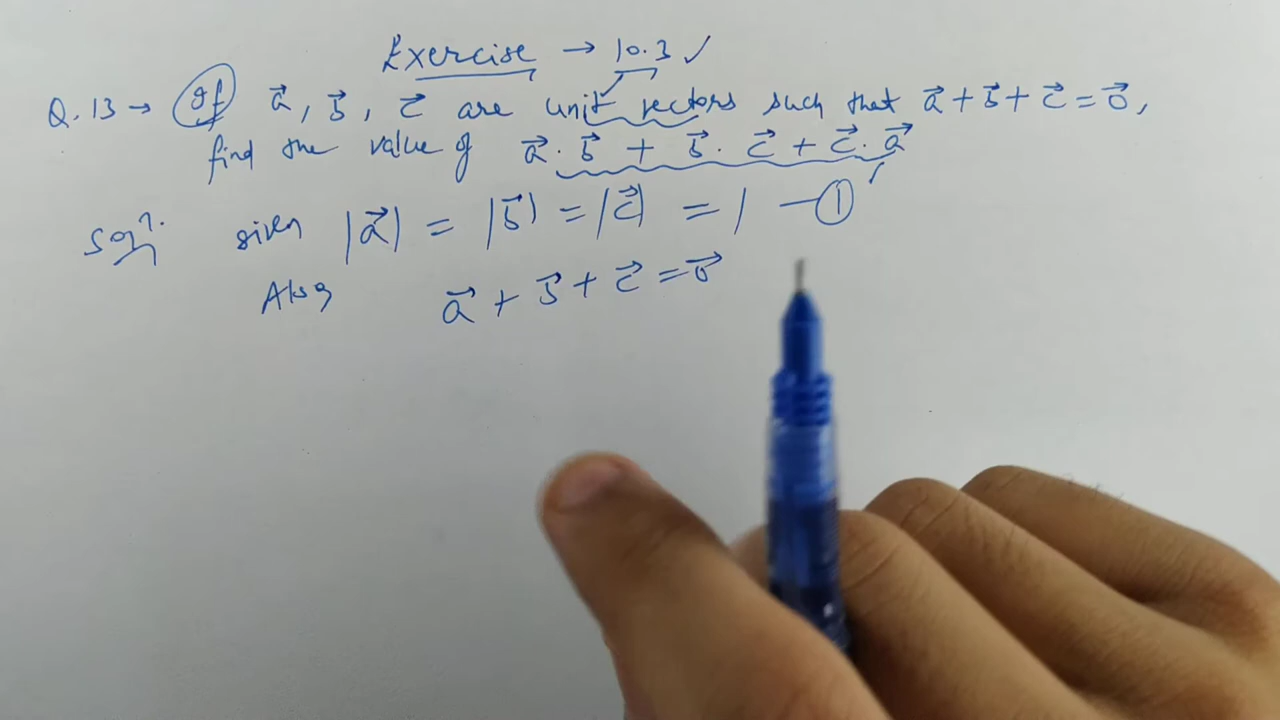 Exercise → 10.3 ✓
Q.13 → If a⃗, b⃗, c⃗ are unit vectors such that a⃗ + b⃗ + c⃗ = 0⃗,
find the value of a⃗ . b⃗ + b⃗ . c⃗ + c⃗ . a⃗
Solⁿ. given |a⃗| = |b⃗| = |c⃗| = 1 — ①
Also a⃗ + b⃗ + c⃗ = 0⃗